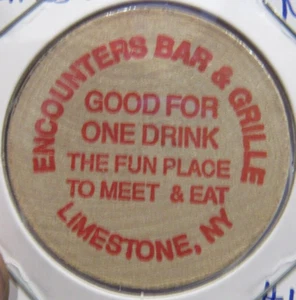 ENCOUNTERS BAR & GRILLE
GOOD FOR
ONE DRINK
THE FUN PLACE
TO MEET & EAT
LIMESTONE, NY